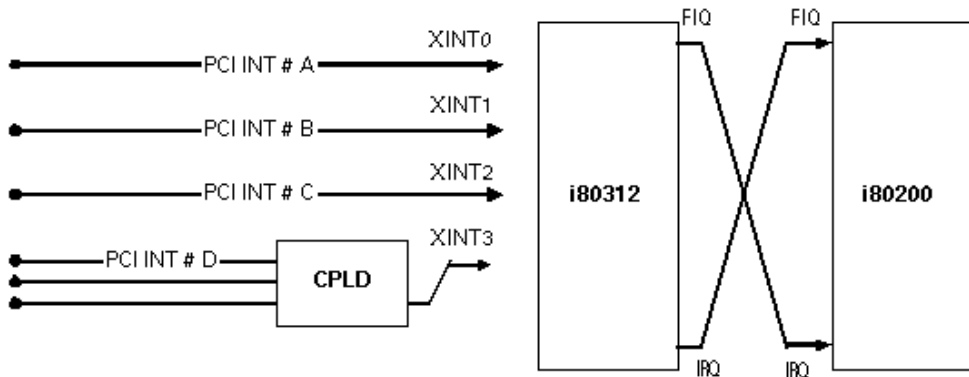 FIQ
FIQ
XINT0
PCI INT # A
XINT1
PCI INT # B
XINT2
PCI INT # C
i80312
i80200
XINT3
PCI INT # D
CPLD
IRQ
IRQ